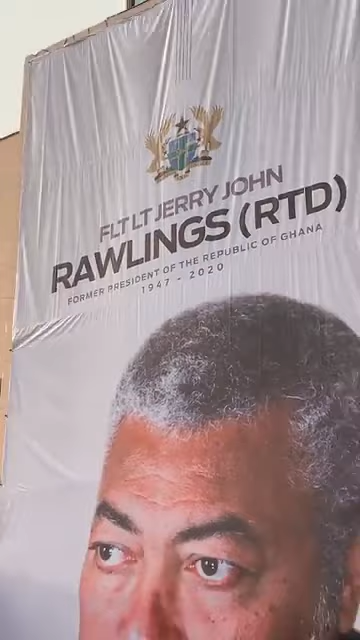 FLT LT JERRY JOHN
RAWLINGS (RTD)
FORMER PRESIDENT OF THE REPUBLIC OF GHANA
1947 - 2020